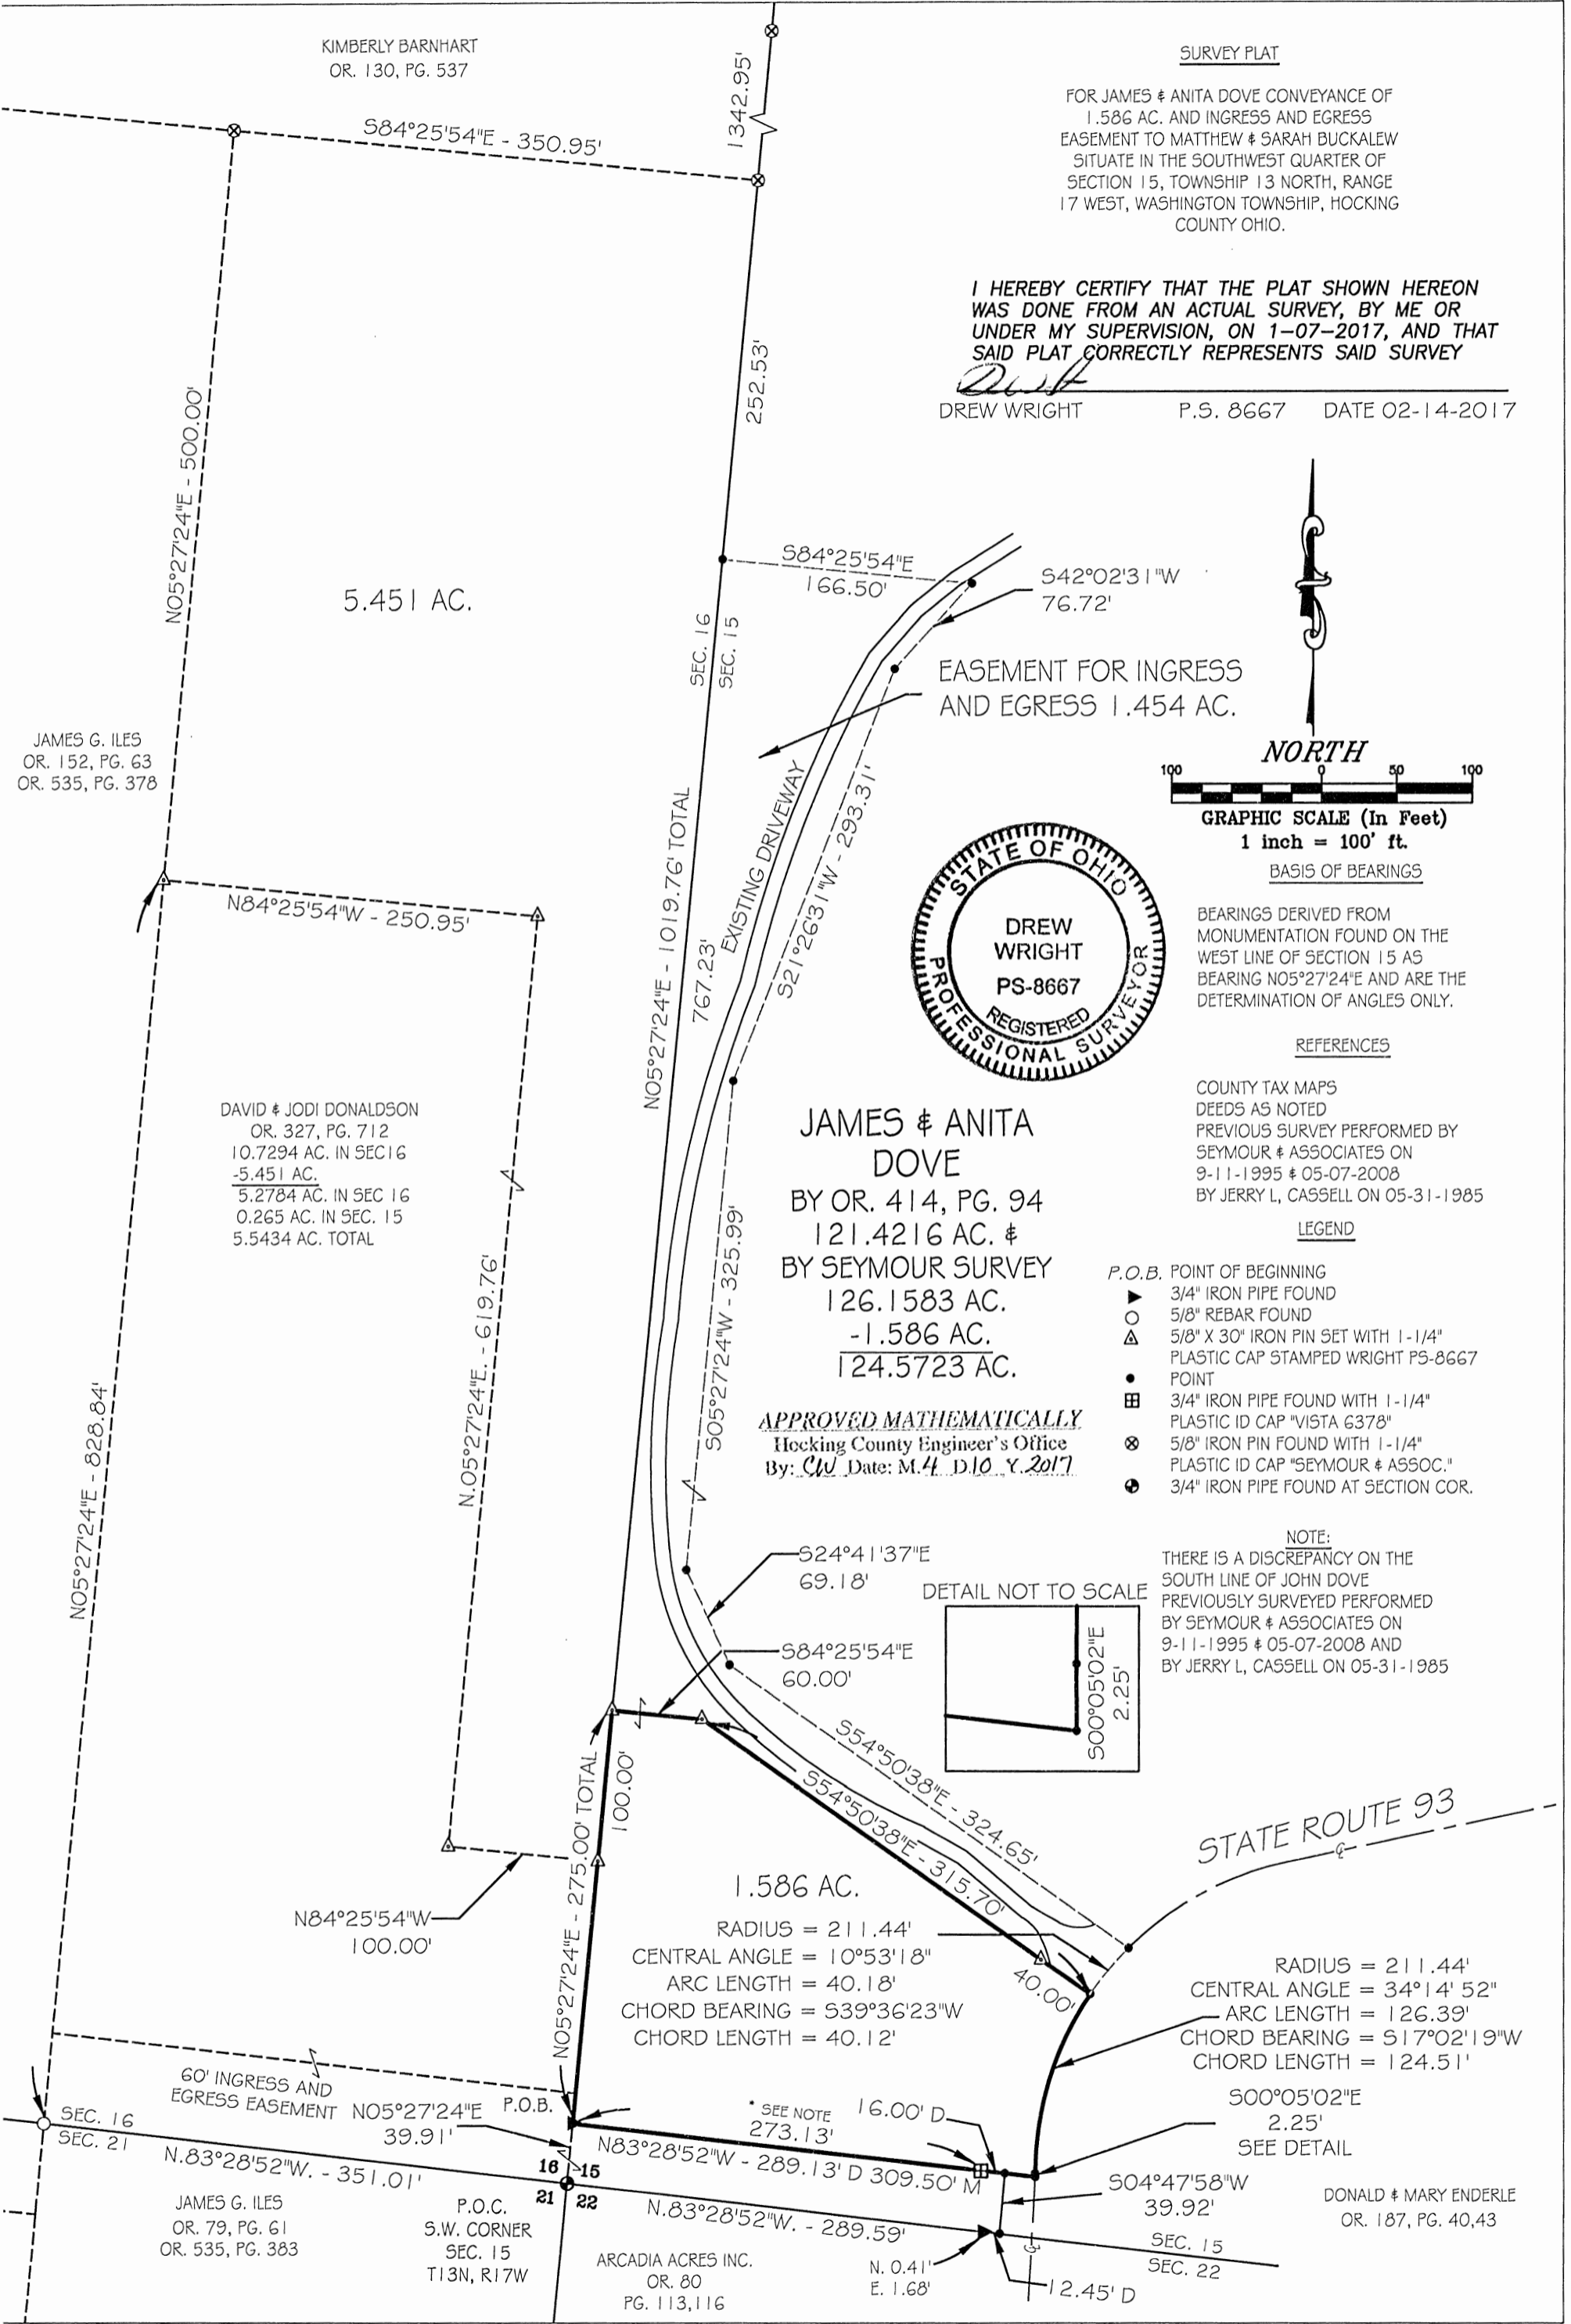 KIMBERLY BARNHART
OR. 130, PG. 537
S84°25'54"E - 350.95'
1342.95'
SURVEY PLAT
FOR JAMES & ANITA DOVE CONVEYANCE OF
1.586 AC. AND INGRESS AND EGRESS
EASEMENT TO MATTHEW & SARAH BUCKALEW
SITUATE IN THE SOUTHWEST QUARTER OF
SECTION 15, TOWNSHIP 13 NORTH, RANGE
17 WEST, WASHINGTON TOWNSHIP, HOCKING
COUNTY OHIO.
I HEREBY CERTIFY THAT THE PLAT SHOWN HEREON
WAS DONE FROM AN ACTUAL SURVEY, BY ME OR
UNDER MY SUPERVISION, ON 1-07-2017, AND THAT
SAID PLAT CORRECTLY REPRESENTS SAID SURVEY
DREW WRIGHT P.S. 8667 DATE 02-14-2017
252.53'
N05°27'24"E - 500.00'
5.451 AC.
S84°25'54"E
166.50'
S42°02'31"W
76.72'
SEC. 16
SEC. 15
EASEMENT FOR INGRESS
AND EGRESS 1.454 AC.
JAMES G. ILES
OR. 152, PG. 63
OR. 535, PG. 378
NORTH
100 0 50 100
GRAPHIC SCALE (In Feet)
1 inch = 100' ft.
N84°25'54"W - 250.95'
N05°27'24"E - 1019.76' TOTAL
767.23'
EXISTING DRIVEWAY
S21°26'31"W - 293.31'
STATE OF OHIO
DREW
WRIGHT
PS-8667
REGISTERED
PROFESSIONAL SURVEYOR
BASIS OF BEARINGS
BEARINGS DERIVED FROM
MONUMENTATION FOUND ON THE
WEST LINE OF SECTION 15 AS
BEARING N05°27'24"E AND ARE THE
DETERMINATION OF ANGLES ONLY.
REFERENCES
COUNTY TAX MAPS
DEEDS AS NOTED
PREVIOUS SURVEY PERFORMED BY
SEYMOUR & ASSOCIATES ON
9-11-1995 & 05-07-2008
BY JERRY L, CASSELL ON 05-31-1985
DAVID & JODI DONALDSON
OR. 327, PG. 712
10.7294 AC. IN SEC16
-5.451 AC.
5.2784 AC. IN SEC 16
0.265 AC. IN SEC. 15
5.5434 AC. TOTAL
JAMES & ANITA
DOVE
BY OR. 414, PG. 94
121.4216 AC. &
BY SEYMOUR SURVEY
126.1583 AC.
-1.586 AC.
124.5723 AC.
LEGEND
P.O.B. POINT OF BEGINNING
3/4" IRON PIPE FOUND
5/8" REBAR FOUND
5/8" X 30" IRON PIN SET WITH 1-1/4"
PLASTIC CAP STAMPED WRIGHT PS-8667
POINT
3/4" IRON PIPE FOUND WITH 1-1/4"
PLASTIC ID CAP "VISTA 6378"
5/8" IRON PIN FOUND WITH 1-1/4"
PLASTIC ID CAP "SEYMOUR & ASSOC."
3/4" IRON PIPE FOUND AT SECTION COR.
APPROVED MATHEMATICALLY
Hocking County Engineer's Office
By: CW Date: M.4 D.10 Y.2017
N05°27'24"E - 828.84'
N.05°27'24"E. - 619.76'
S05°27'24"W - 325.99'
S24°41'37"E
69.18'
S84°25'54"E
60.00'
DETAIL NOT TO SCALE
S00°05'02"E
2.25'
NOTE:
THERE IS A DISCREPANCY ON THE
SOUTH LINE OF JOHN DOVE
PREVIOUSLY SURVEYED PERFORMED
BY SEYMOUR & ASSOCIATES ON
9-11-1995 & 05-07-2008 AND
BY JERRY L, CASSELL ON 05-31-1985
S54°50'38"E - 324.65'
S54°50'38"E - 315.70'
STATE ROUTE 93
100.00'
N05°27'24"E - 275.00' TOTAL
N84°25'54"W
100.00'
1.586 AC.
RADIUS = 211.44'
CENTRAL ANGLE = 10°53'18"
ARC LENGTH = 40.18'
CHORD BEARING = S39°36'23"W
CHORD LENGTH = 40.12'
40.00'
RADIUS = 211.44'
CENTRAL ANGLE = 34°14' 52"
ARC LENGTH = 126.39'
CHORD BEARING = S17°02'19"W
CHORD LENGTH = 124.51'
S00°05'02"E
2.25'
SEE DETAIL
60' INGRESS AND
EGRESS EASEMENT
P.O.B.
N05°27'24"E
39.91'
* SEE NOTE
273.13'
16.00' D
N83°28'52"W - 289.13' D 309.50' M
SEC. 16
SEC. 21
N.83°28'52"W. - 351.01'
16 15
21 22
N.83°28'52"W. - 289.59'
S04°47'58"W
39.92'
DONALD & MARY ENDERLE
OR. 187, PG. 40,43
SEC. 15
SEC. 22
JAMES G. ILES
OR. 79, PG. 61
OR. 535, PG. 383
P.O.C.
S.W. CORNER
SEC. 15
T13N, R17W
ARCADIA ACRES INC.
OR. 80
PG. 113,116
N. 0.41'
E. 1.68'
12.45' D